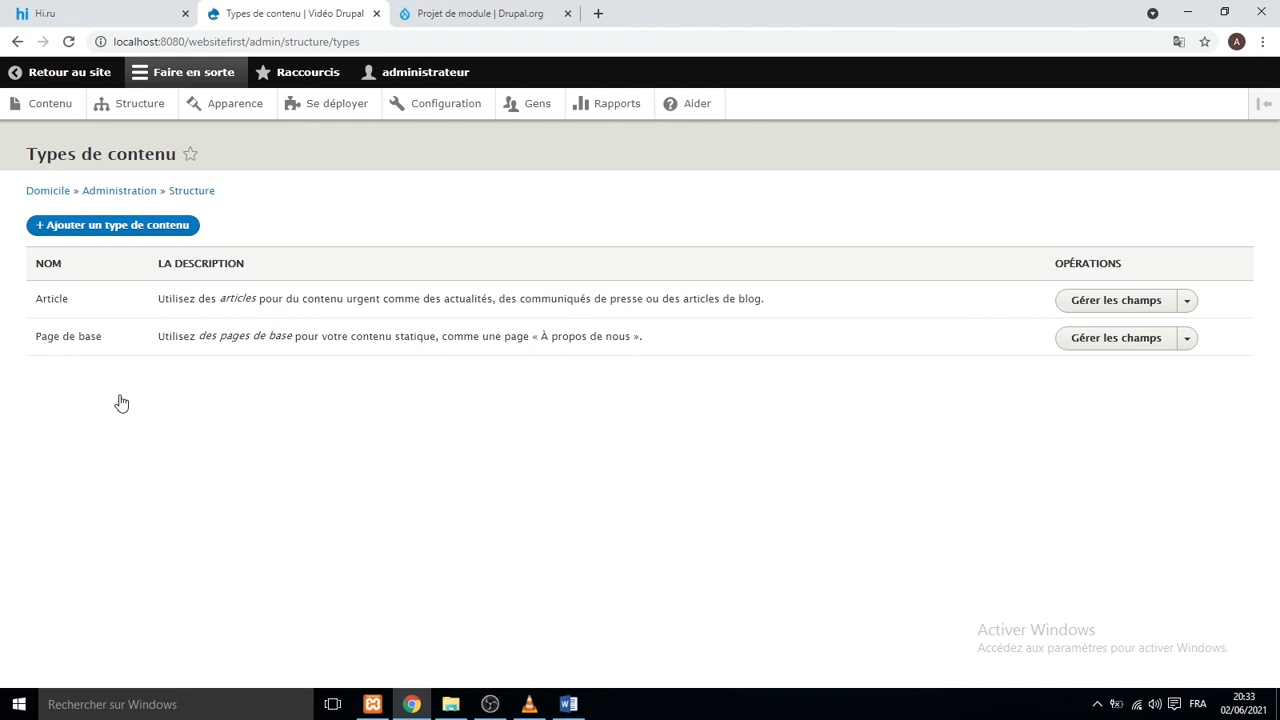 Hi.ru
Types de contenu | Vidéo Drupal
Projet de module | Drupal.org
localhost:8080/websitefirst/admin/structure/types
A
Retour au site
Faire en sorte
Raccourcis
administrateur
Contenu
Structure
Apparence
Se déployer
Configuration
Gens
Rapports
Aider
Types de contenu
Domicile » Administration » Structure
+ Ajouter un type de contenu
NOM
LA DESCRIPTION
OPÉRATIONS
Article
Utilisez des articles pour du contenu urgent comme des actualités, des communiqués de presse ou des articles de blog.
Gérer les champs
Page de base
Utilisez des pages de base pour votre contenu statique, comme une page « À propos de nous ».
Gérer les champs
Activer Windows
Accédez aux paramètres pour activer Windows.
Rechercher sur Windows
FRA
20:33
02/06/2021